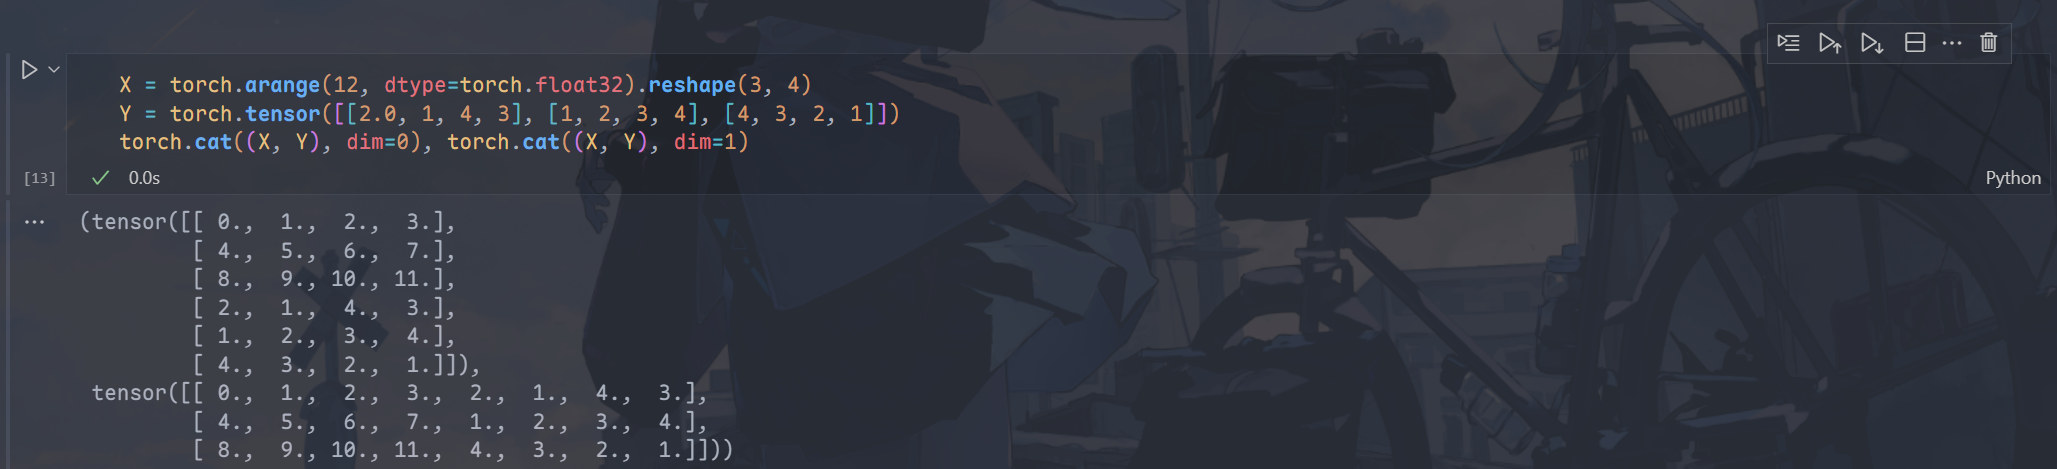 X = torch.arange(12, dtype=torch.float32).reshape(3, 4)
Y = torch.tensor([[2.0, 1, 4, 3], [1, 2, 3, 4], [4, 3, 2, 1]])
torch.cat((X, Y), dim=0), torch.cat((X, Y), dim=1)
[13] 0.0s Python
(tensor([[ 0., 1., 2., 3.],
[ 4., 5., 6., 7.],
[ 8., 9., 10., 11.],
[ 2., 1., 4., 3.],
[ 1., 2., 3., 4.],
[ 4., 3., 2., 1.]]),
tensor([[ 0., 1., 2., 3., 2., 1., 4., 3.],
[ 4., 5., 6., 7., 1., 2., 3., 4.],
[ 8., 9., 10., 11., 4., 3., 2., 1.]]))